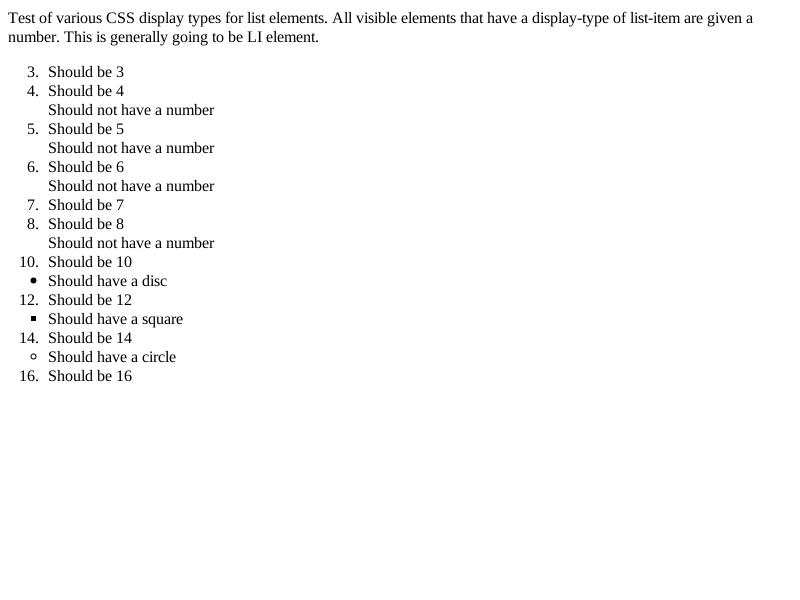 Test of various CSS display types for list elements. All visible elements that have a display-type of list-item are given a
number. This is generally going to be LI element.
3. Should be 3
4. Should be 4
Should not have a number
5. Should be 5
Should not have a number
6. Should be 6
Should not have a number
7. Should be 7
8. Should be 8
Should not have a number
10. Should be 10
• Should have a disc
12. Should be 12
▪ Should have a square
14. Should be 14
◦ Should have a circle
16. Should be 16